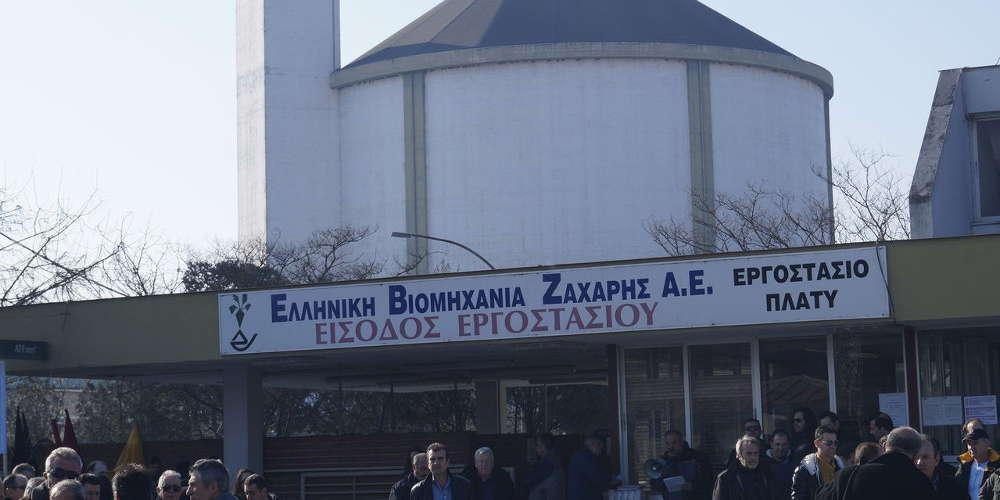 ΕΛΛΗΝΙΚΗ ΒΙΟΜΗΧΑΝΙΑ ΖΑΧΑΡΗΣ Α.Ε.
ΕΙΣΟΔΟΣ ΕΡΓΟΣΤΑΣΙΟΥ
ΕΡΓΟΣΤΑΣΙΟ
ΠΛΑΤΥ